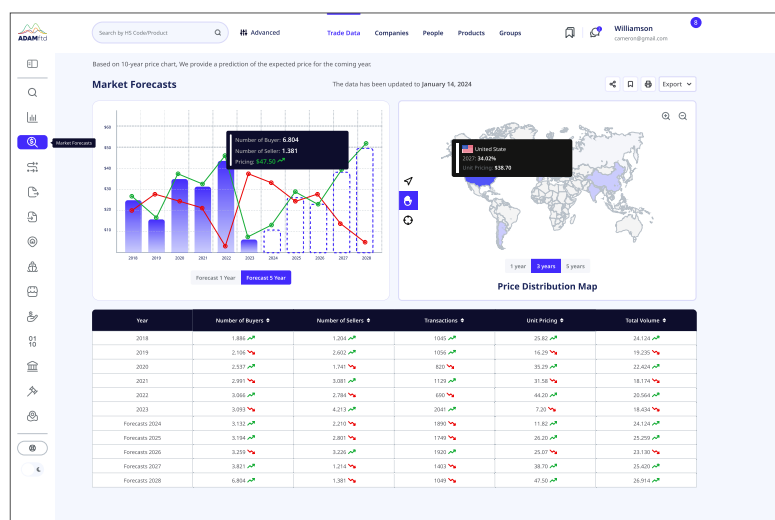 8
Search by HS Code/Product
Advanced
Trade Data
Companies
People
Products
Groups
Williamson
cameron@gmail.com
ADAMftd
Based on 10-year price chart, We provide a prediction of the expected price for the coming year.
Market Forecasts
The data has been updated to January 14, 2024
Export
Market Forecasts
$60
$50
$40
$30
$20
$10
Number of Buyer: 6.804
Number of Seller: 1.381
Pricing: $47.50
2018 2019 2020 2021 2022 2023 2024 2025 2026 2027 2028
Forecast 1 Year
Forecast 5 Year
United State
2027: 34.02%
Unit Pricing: $38.70
1 year
3 years
5 years
Price Distribution Map
Year Number of Buyers Number of Sellers Transactions Unit Pricing Total Volume
2018 1.886 1.204 1045 25.82 24.124
2019 2.106 2.602 1056 16.29 19.235
2020 2.537 1.741 820 35.29 22.424
2021 2.991 3.081 1129 31.58 18.174
2022 3.066 2.784 690 44.20 20.564
2023 3.093 4.213 2041 7.20 18.434
Forecasts 2024 3.132 2.210 1890 11.82 24.124
Forecasts 2025 3.194 2.801 1749 26.20 25.259
Forecasts 2026 3.259 3.226 1920 25.07 23.130
Forecasts 2027 3.821 1.214 1403 38.70 25.420
Forecasts 2028 6.804 1.381 1049 47.50 26.914
01
10